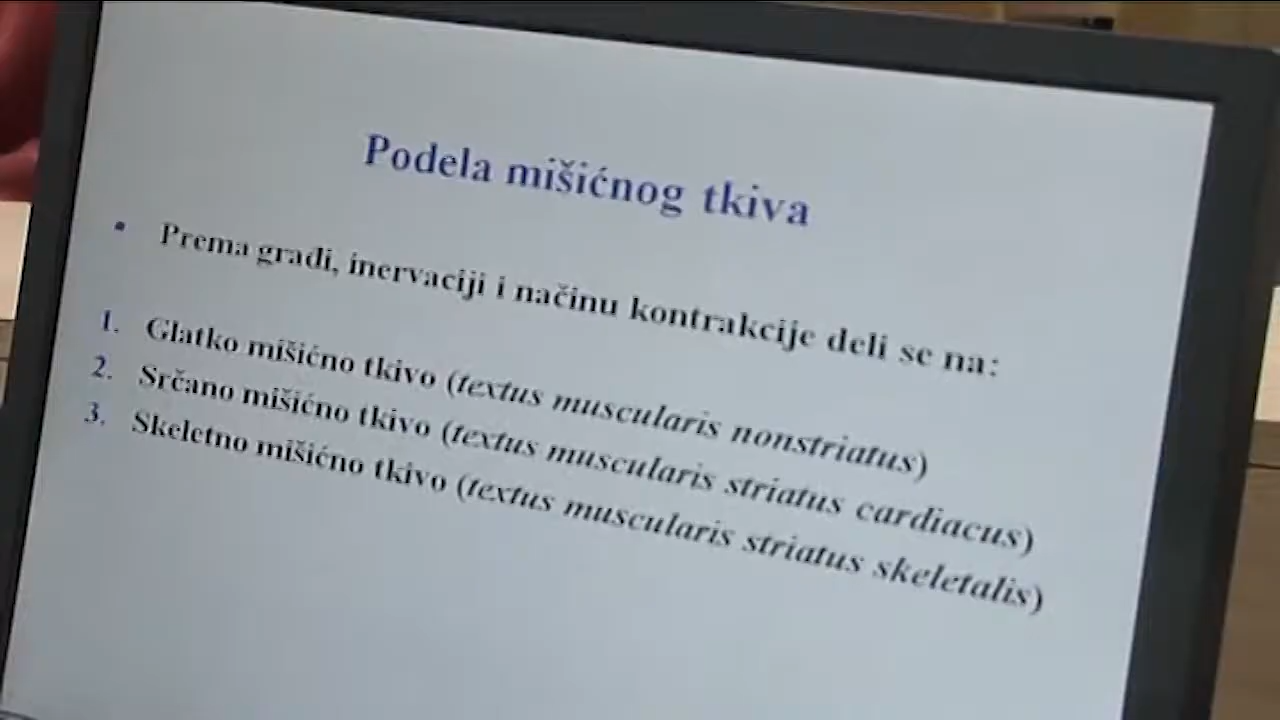 Podela mišićnog tkiva
• Prema građi, inervaciji i načinu kontrakcije deli se na:
1. Glatko mišićno tkivo (textus muscularis nonstriatus)
2. Srčano mišićno tkivo (textus muscularis striatus cardiacus)
3. Skeletno mišićno tkivo (textus muscularis striatus skeletalis)